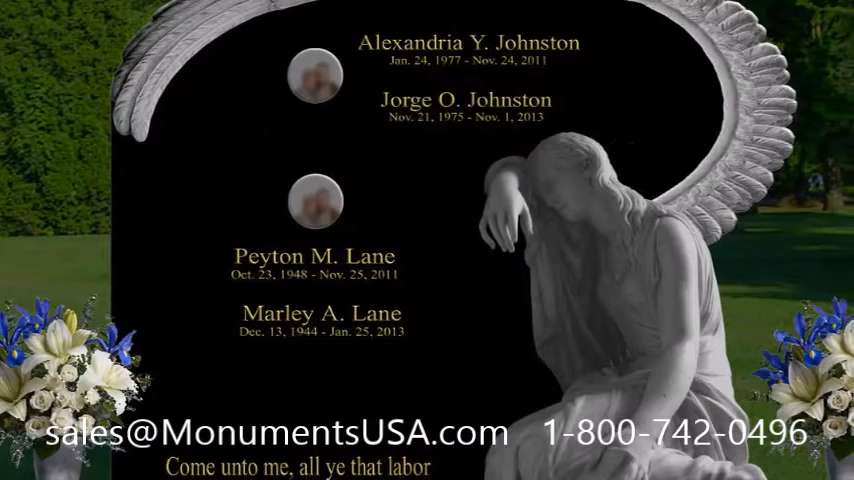 Alexandria Y. Johnston
Jan. 24, 1977 - Nov. 24, 2011
Jorge O. Johnston
Nov. 21, 1975 - Nov. 1, 2013
Peyton M. Lane
Oct. 23, 1948 - Nov. 25, 2011
Marley A. Lane
Dec. 13, 1944 - Jan. 25, 2013
sales@MonumentsUSA.com 1-800-742-0496
Come unto me, all ye that labor